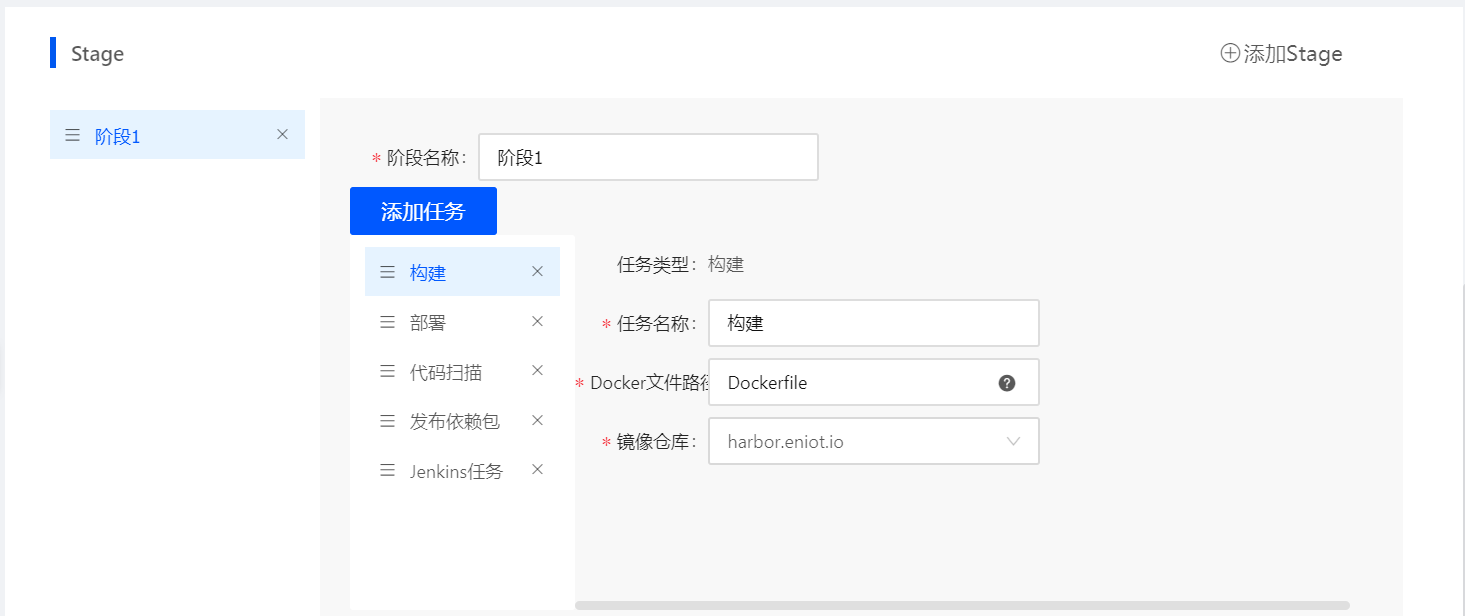 Stage
添加Stage
阶段1
* 阶段名称: 阶段1
添加任务
构建
部署
代码扫描
发布依赖包
Jenkins任务
任务类型: 构建
* 任务名称: 构建
* Docker文件路径 Dockerfile
* 镜像仓库: harbor.eniot.io